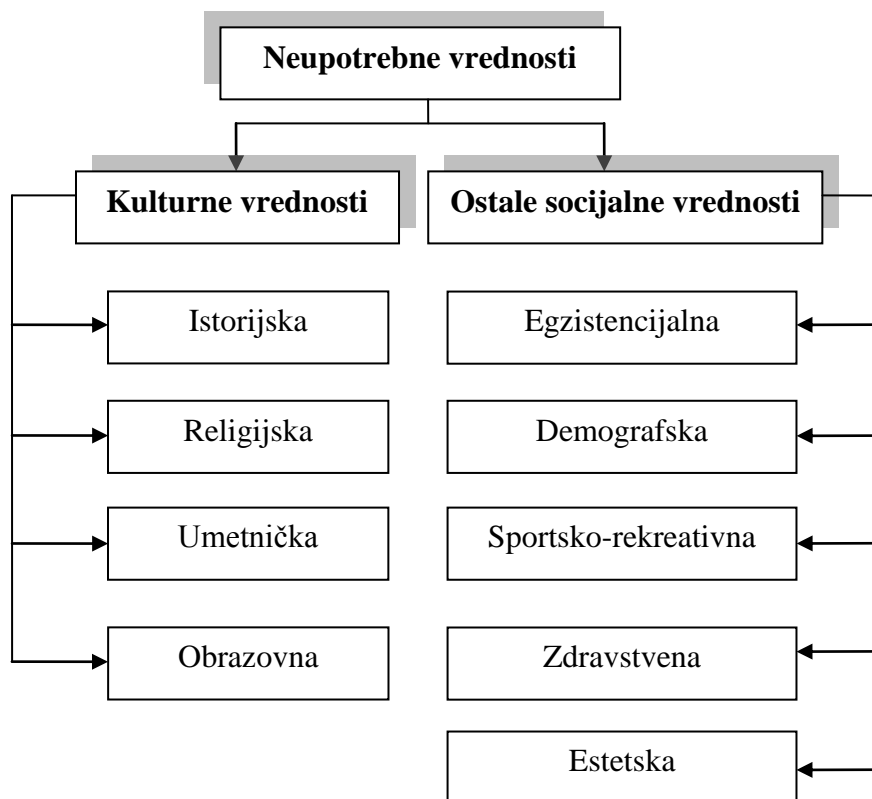 Neupotrebne vrednosti
Kulturne vrednosti
Ostale socijalne vrednosti
Istorijska
Egzistencijalna
Religijska
Demografska
Umetnička
Sportsko-rekreativna
Obrazovna
Zdravstvena
Estetska